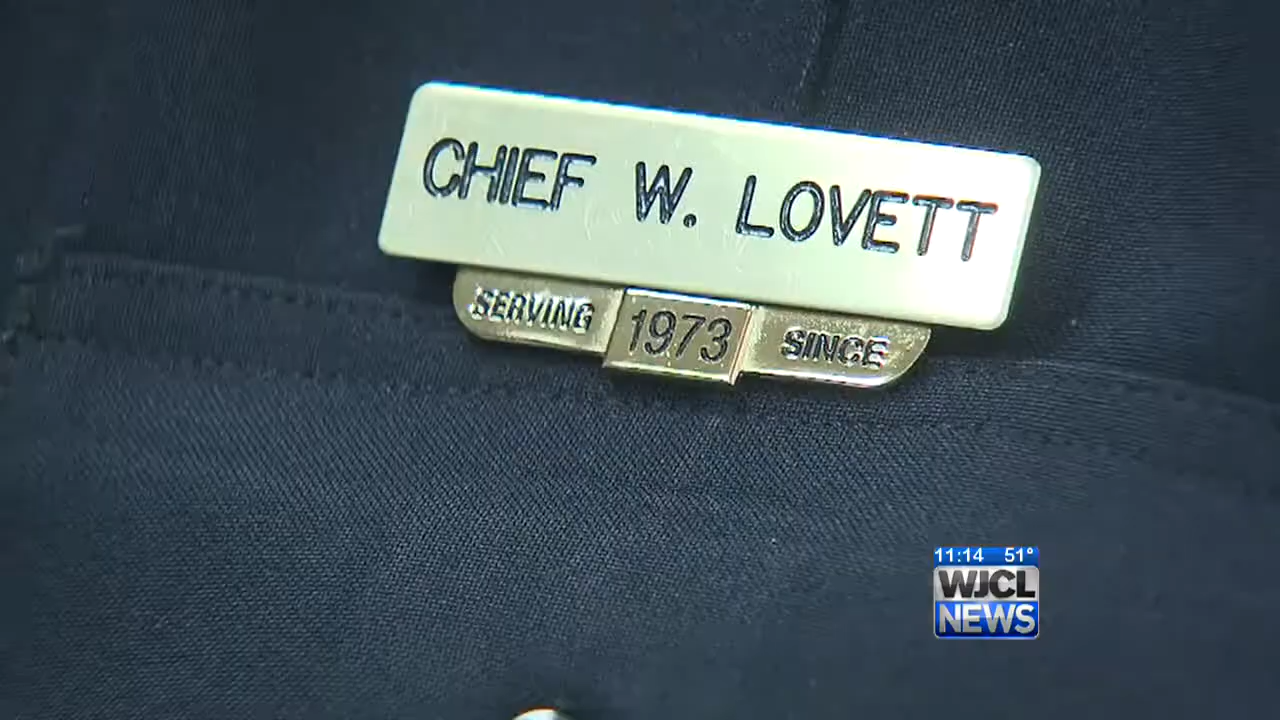 CHIEF W. LOVETT
SERVING 1973 SINCE
11:14 51°
WJCL
NEWS